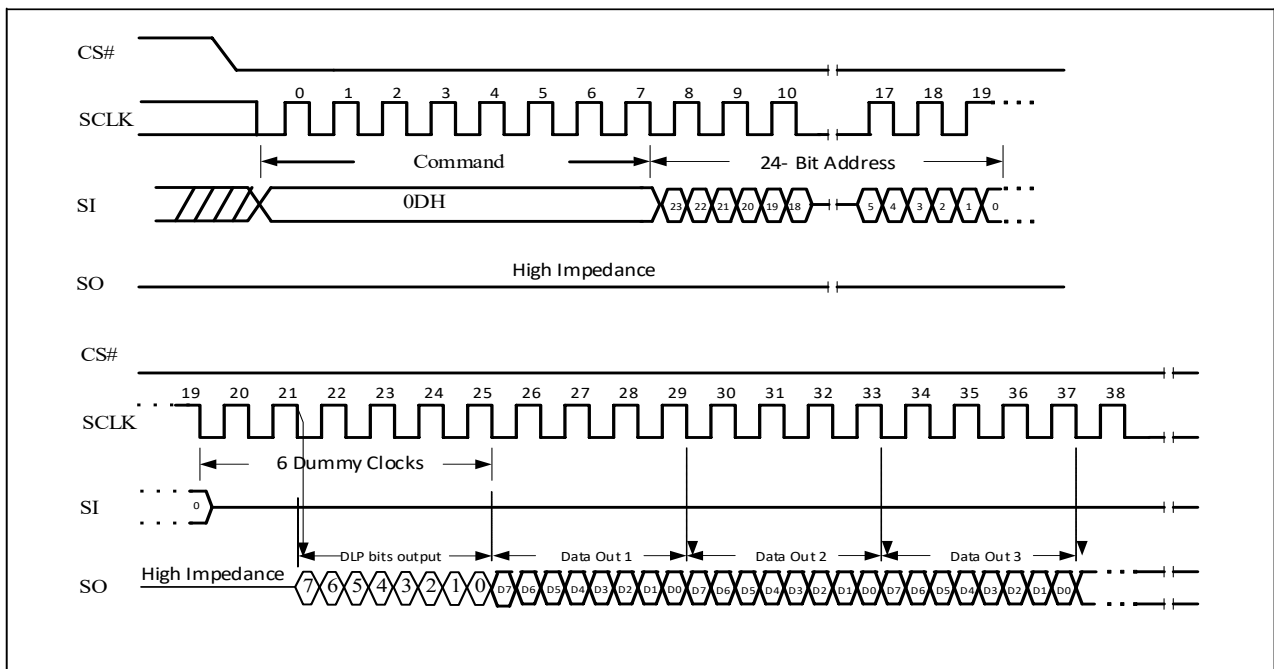 CS#
0 1 2 3 4 5 6 7 8 9 10 17 18 19
SCLK
Command 24- Bit Address
SI 0DH 23 22 21 20 19 18 5 4 3 2 1 0
High Impedance
SO
CS#
19 20 21 22 23 24 25 26 27 28 29 30 31 32 33 34 35 36 37 38
SCLK
6 Dummy Clocks
SI 0
DLP bits output Data Out 1 Data Out 2 Data Out 3
High Impedance
SO 7 6 5 4 3 2 1 0 D7 D6 D5 D4 D3 D2 D1 D0 D7 D6 D5 D4 D3 D2 D1 D0 D7 D6 D5 D4 D3 D2 D1 D0